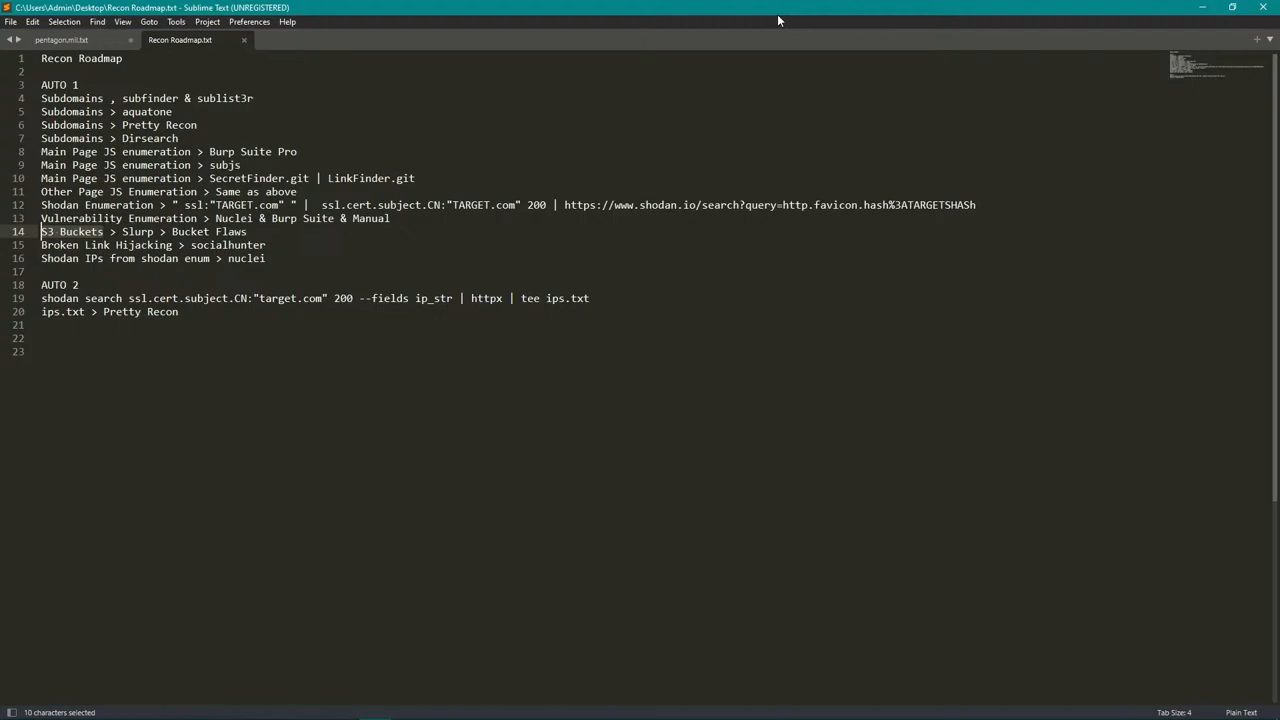 C:\Users\Admin\Desktop\Recon Roadmap.txt - Sublime Text (UNREGISTERED)
File Edit Selection Find View Goto Tools Project Preferences Help
pentagon.mil.txt Recon Roadmap.txt
1 Recon Roadmap
2
3 AUTO 1
4 Subdomains , subfinder & sublist3r
5 Subdomains > aquatone
6 Subdomains > Pretty Recon
7 Subdomains > Dirsearch
8 Main Page JS enumeration > Burp Suite Pro
9 Main Page JS enumeration > subjs
10 Main Page JS enumeration > SecretFinder.git | LinkFinder.git
11 Other Page JS Enumeration > Same as above
12 Shodan Enumeration > " ssl:"TARGET.com" " |  ssl.cert.subject.CN:"TARGET.com" 200 | https://www.shodan.io/search?query=http.favicon.hash%3ATARGETSHASh
13 Vulnerability Enumeration > Nuclei & Burp Suite & Manual
14 S3 Buckets > Slurp > Bucket Flaws
15 Broken Link Hijacking > socialhunter
16 Shodan IPs from shodan enum > nuclei
17
18 AUTO 2
19 shodan search ssl.cert.subject.CN:"target.com" 200 --fields ip_str | httpx | tee ips.txt
20 ips.txt > Pretty Recon
21
22
23
10 characters selected Tab Size: 4 Plain Text